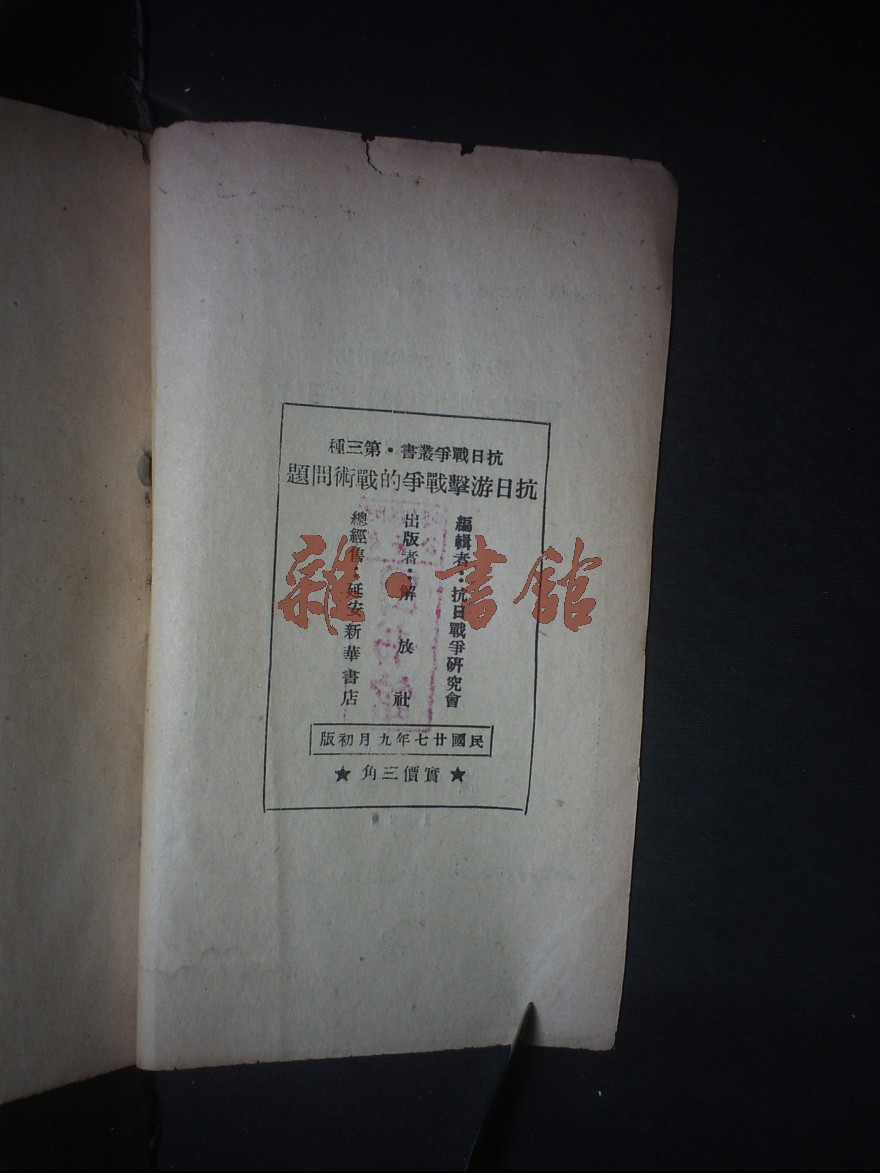 抗日戰爭叢書・第三種
抗日游擊戰爭的戰術問題
編輯者：抗日戰爭研究會
出版者・解放社
總經售：延安新華書店
民國廿七年九月初版
★實價三角★
雜・書館